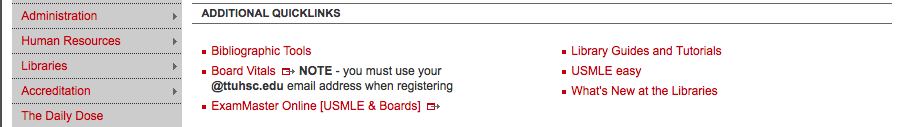 Administration
Human Resources
Libraries
Accreditation
The Daily Dose
ADDITIONAL QUICKLINKS
Bibliographic Tools
Board Vitals NOTE - you must use your
@ttuhsc.edu email address when registering
ExamMaster Online [USMLE & Boards]
Library Guides and Tutorials
USMLE easy
What's New at the Libraries